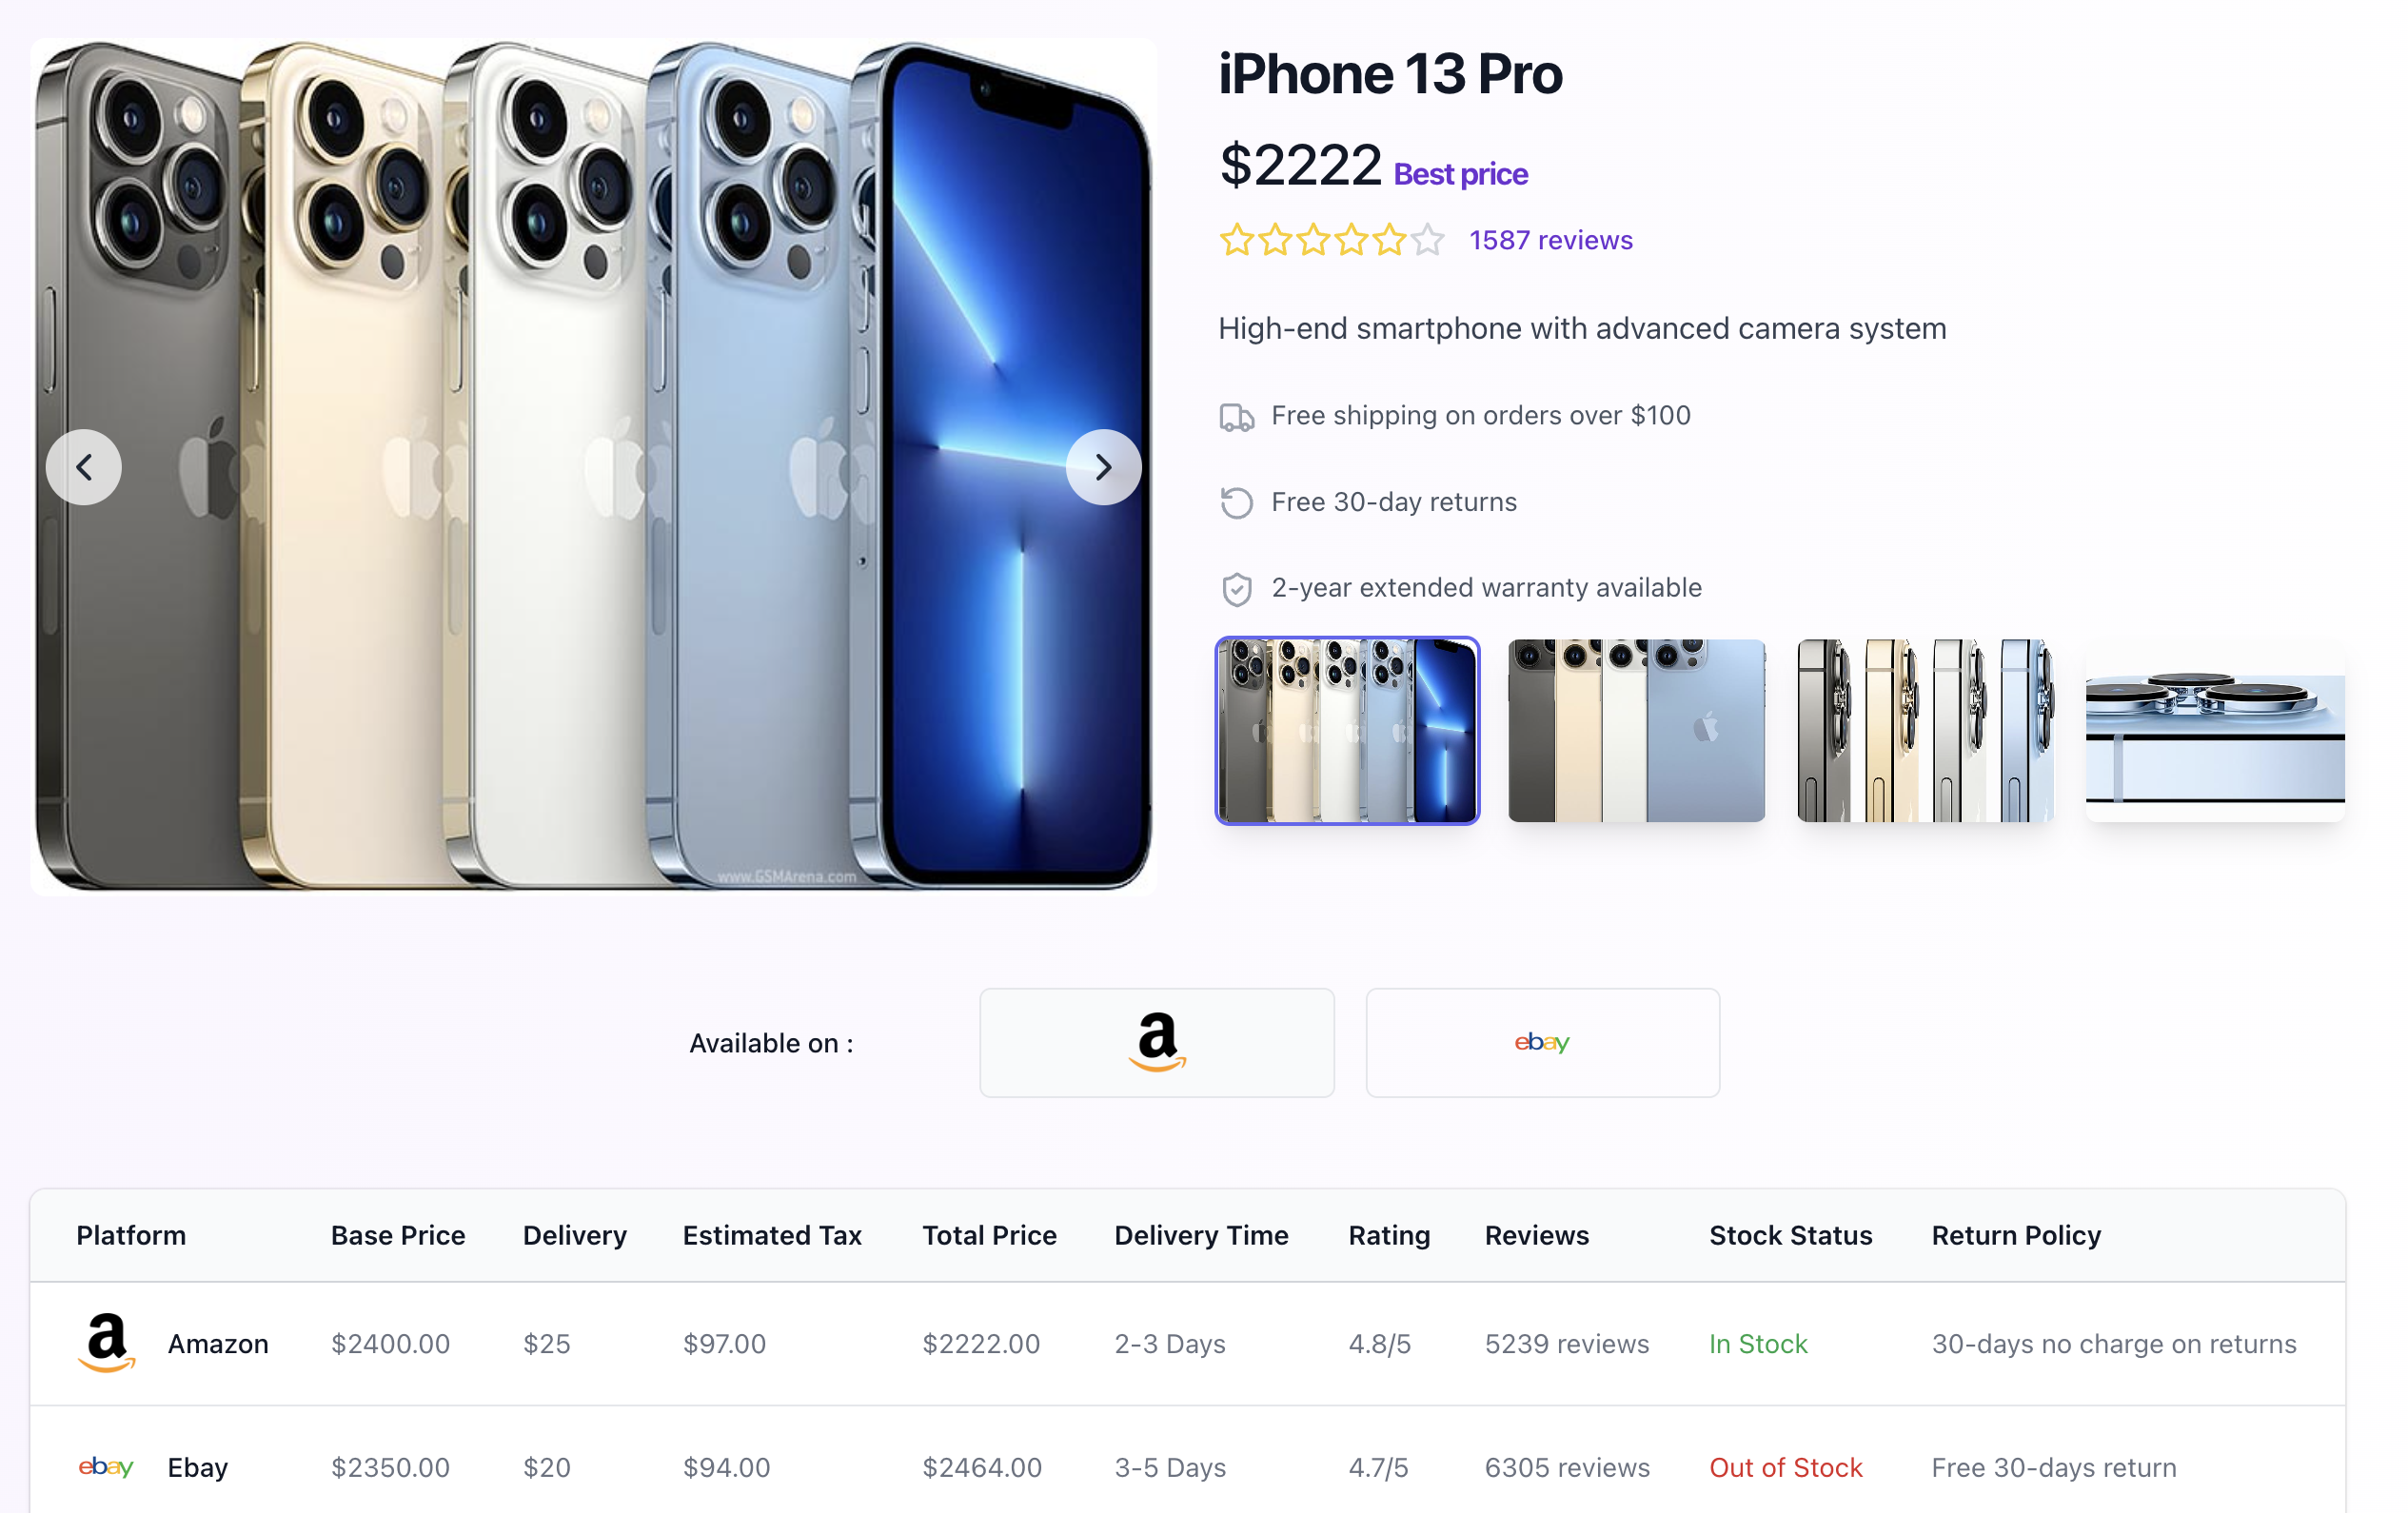 iPhone 13 Pro
$2222 Best price
1587 reviews
High-end smartphone with advanced camera system
Free shipping on orders over $100
Free 30-day returns
2-year extended warranty available
www.GSMArena.com
Available on :
a
ebay
Platform Base Price Delivery Estimated Tax Total Price Delivery Time Rating Reviews Stock Status Return Policy
a Amazon $2400.00 $25 $97.00 $2222.00 2-3 Days 4.8/5 5239 reviews In Stock 30-days no charge on returns
ebay Ebay $2350.00 $20 $94.00 $2464.00 3-5 Days 4.7/5 6305 reviews Out of Stock Free 30-days return